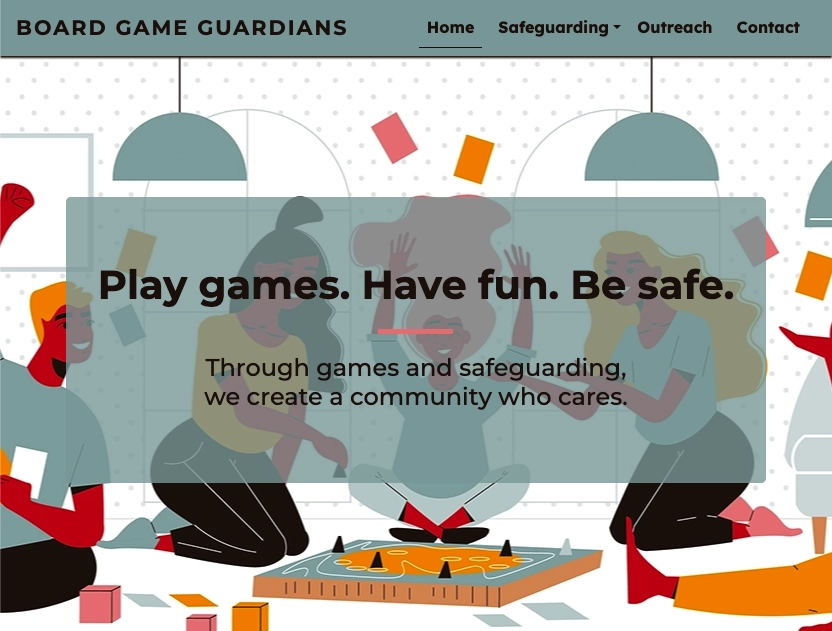 BOARD GAME GUARDIANS
Home Safeguarding Outreach Contact
Play games. Have fun. Be safe.
Through games and safeguarding,
we create a community who cares.